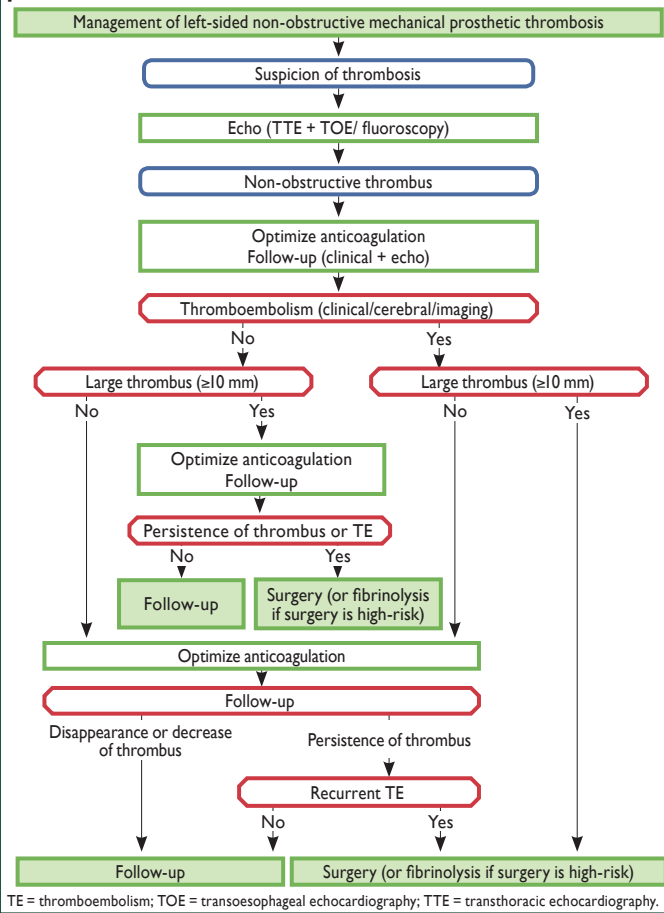 Management of left-sided non-obstructive mechanical prosthetic thrombosis
Suspicion of thrombosis
Echo (TTE + TOE/ fluoroscopy)
Non-obstructive thrombus
Optimize anticoagulation
Follow-up (clinical + echo)
Thromboembolism (clinical/cerebral/imaging)
No
Yes
Large thrombus (≥10 mm)
Large thrombus (≥10 mm)
No
Yes
No
Yes
Optimize anticoagulation
Follow-up
Persistence of thrombus or TE
No
Yes
Follow-up
Surgery (or fibrinolysis
if surgery is high-risk)
Optimize anticoagulation
Follow-up
Disappearance or decrease
of thrombus
Persistence of thrombus
Recurrent TE
No
Yes
Follow-up
Surgery (or fibrinolysis if surgery is high-risk)
TE = thromboembolism; TOE = transoesophageal echocardiography; TTE = transthoracic echocardiography.